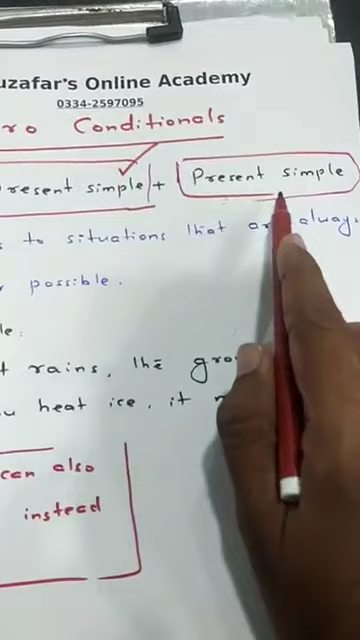 uzafar's Online Academy
0334-2597095
ro Conditionals
resent simple + Present simple
s to situations that always
possible.
le:
t rains, the gro
u heat ice, it
can also
instead